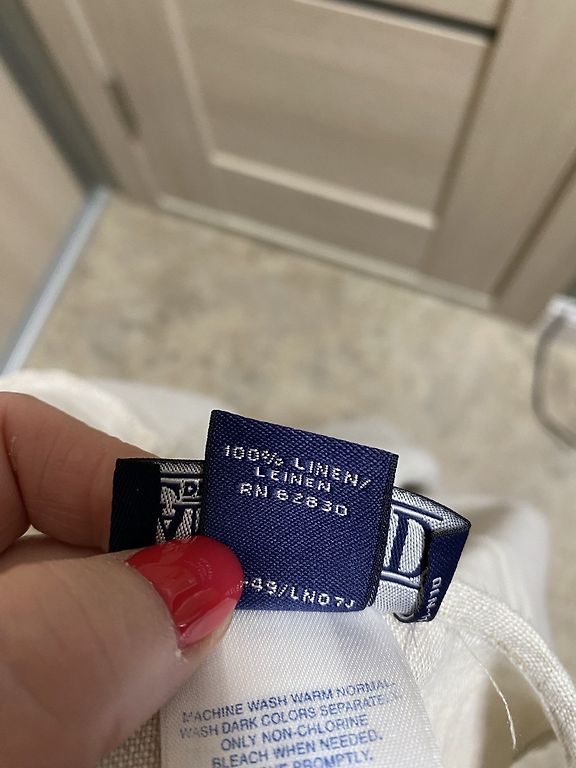 100% LINEN/
LEINEN
RN 62830
-49/LN07J
MACHINE WASH WARM NORMAL.
WASH DARK COLORS SEPARATELY.
ONLY NON-CHLORINE
BLEACH WHEN NEEDED.
PROMPTLY.